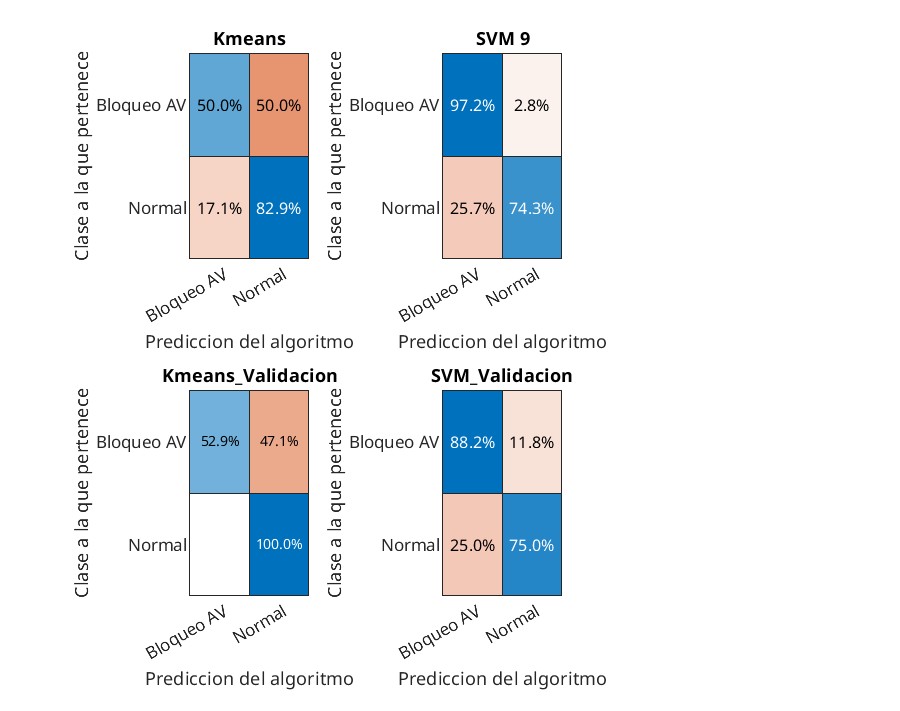 Kmeans
Clase a la que pertenece
Bloqueo AV 50.0% 50.0%
Normal 17.1% 82.9%
Bloqueo AV Normal
Prediccion del algoritmo
SVM 9
Clase a la que pertenece
Bloqueo AV 97.2% 2.8%
Normal 25.7% 74.3%
Bloqueo AV Normal
Prediccion del algoritmo
Kmeans_Validacion
Clase a la que pertenece
Bloqueo AV 52.9% 47.1%
Normal 100.0%
Bloqueo AV Normal
Prediccion del algoritmo
SVM_Validacion
Clase a la que pertenece
Bloqueo AV 88.2% 11.8%
Normal 25.0% 75.0%
Bloqueo AV Normal
Prediccion del algoritmo